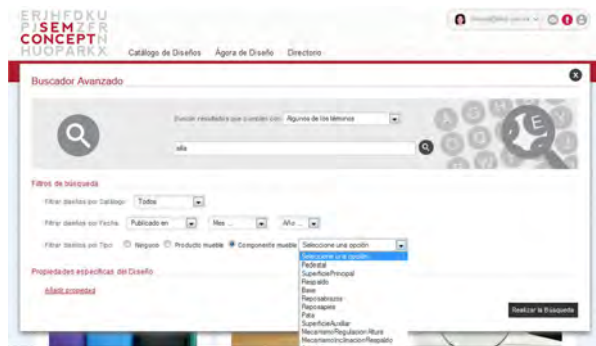 ERJHFDKU
PJSEMZFR
CONCEPTN
HUOPARKX
Catálogo de Diseños Ágora de Diseño Directorio
Buscador Avanzado
Buscar resultados que cumplan con: Algunos de los términos
silla
Filtros de búsqueda
Filtrar diseños por Catálogo: Todos
Filtrar diseños por Fecha: Publicado en Mes ... Año ...
Filtrar diseños por Tipo: Ninguno Producto mueble Componente mueble Seleccione una opción
Seleccione una opción
Pedestal
SuperficiePrincipal
Respaldo
Base
Reposabrazos
Reposapies
Pata
SuperficieAuxiliar
MecanismoRegulacionAltura
MecanismoInclinacionRespaldo
Propiedades específicas del Diseño
Añadir propiedad
Realizar la Búsqueda